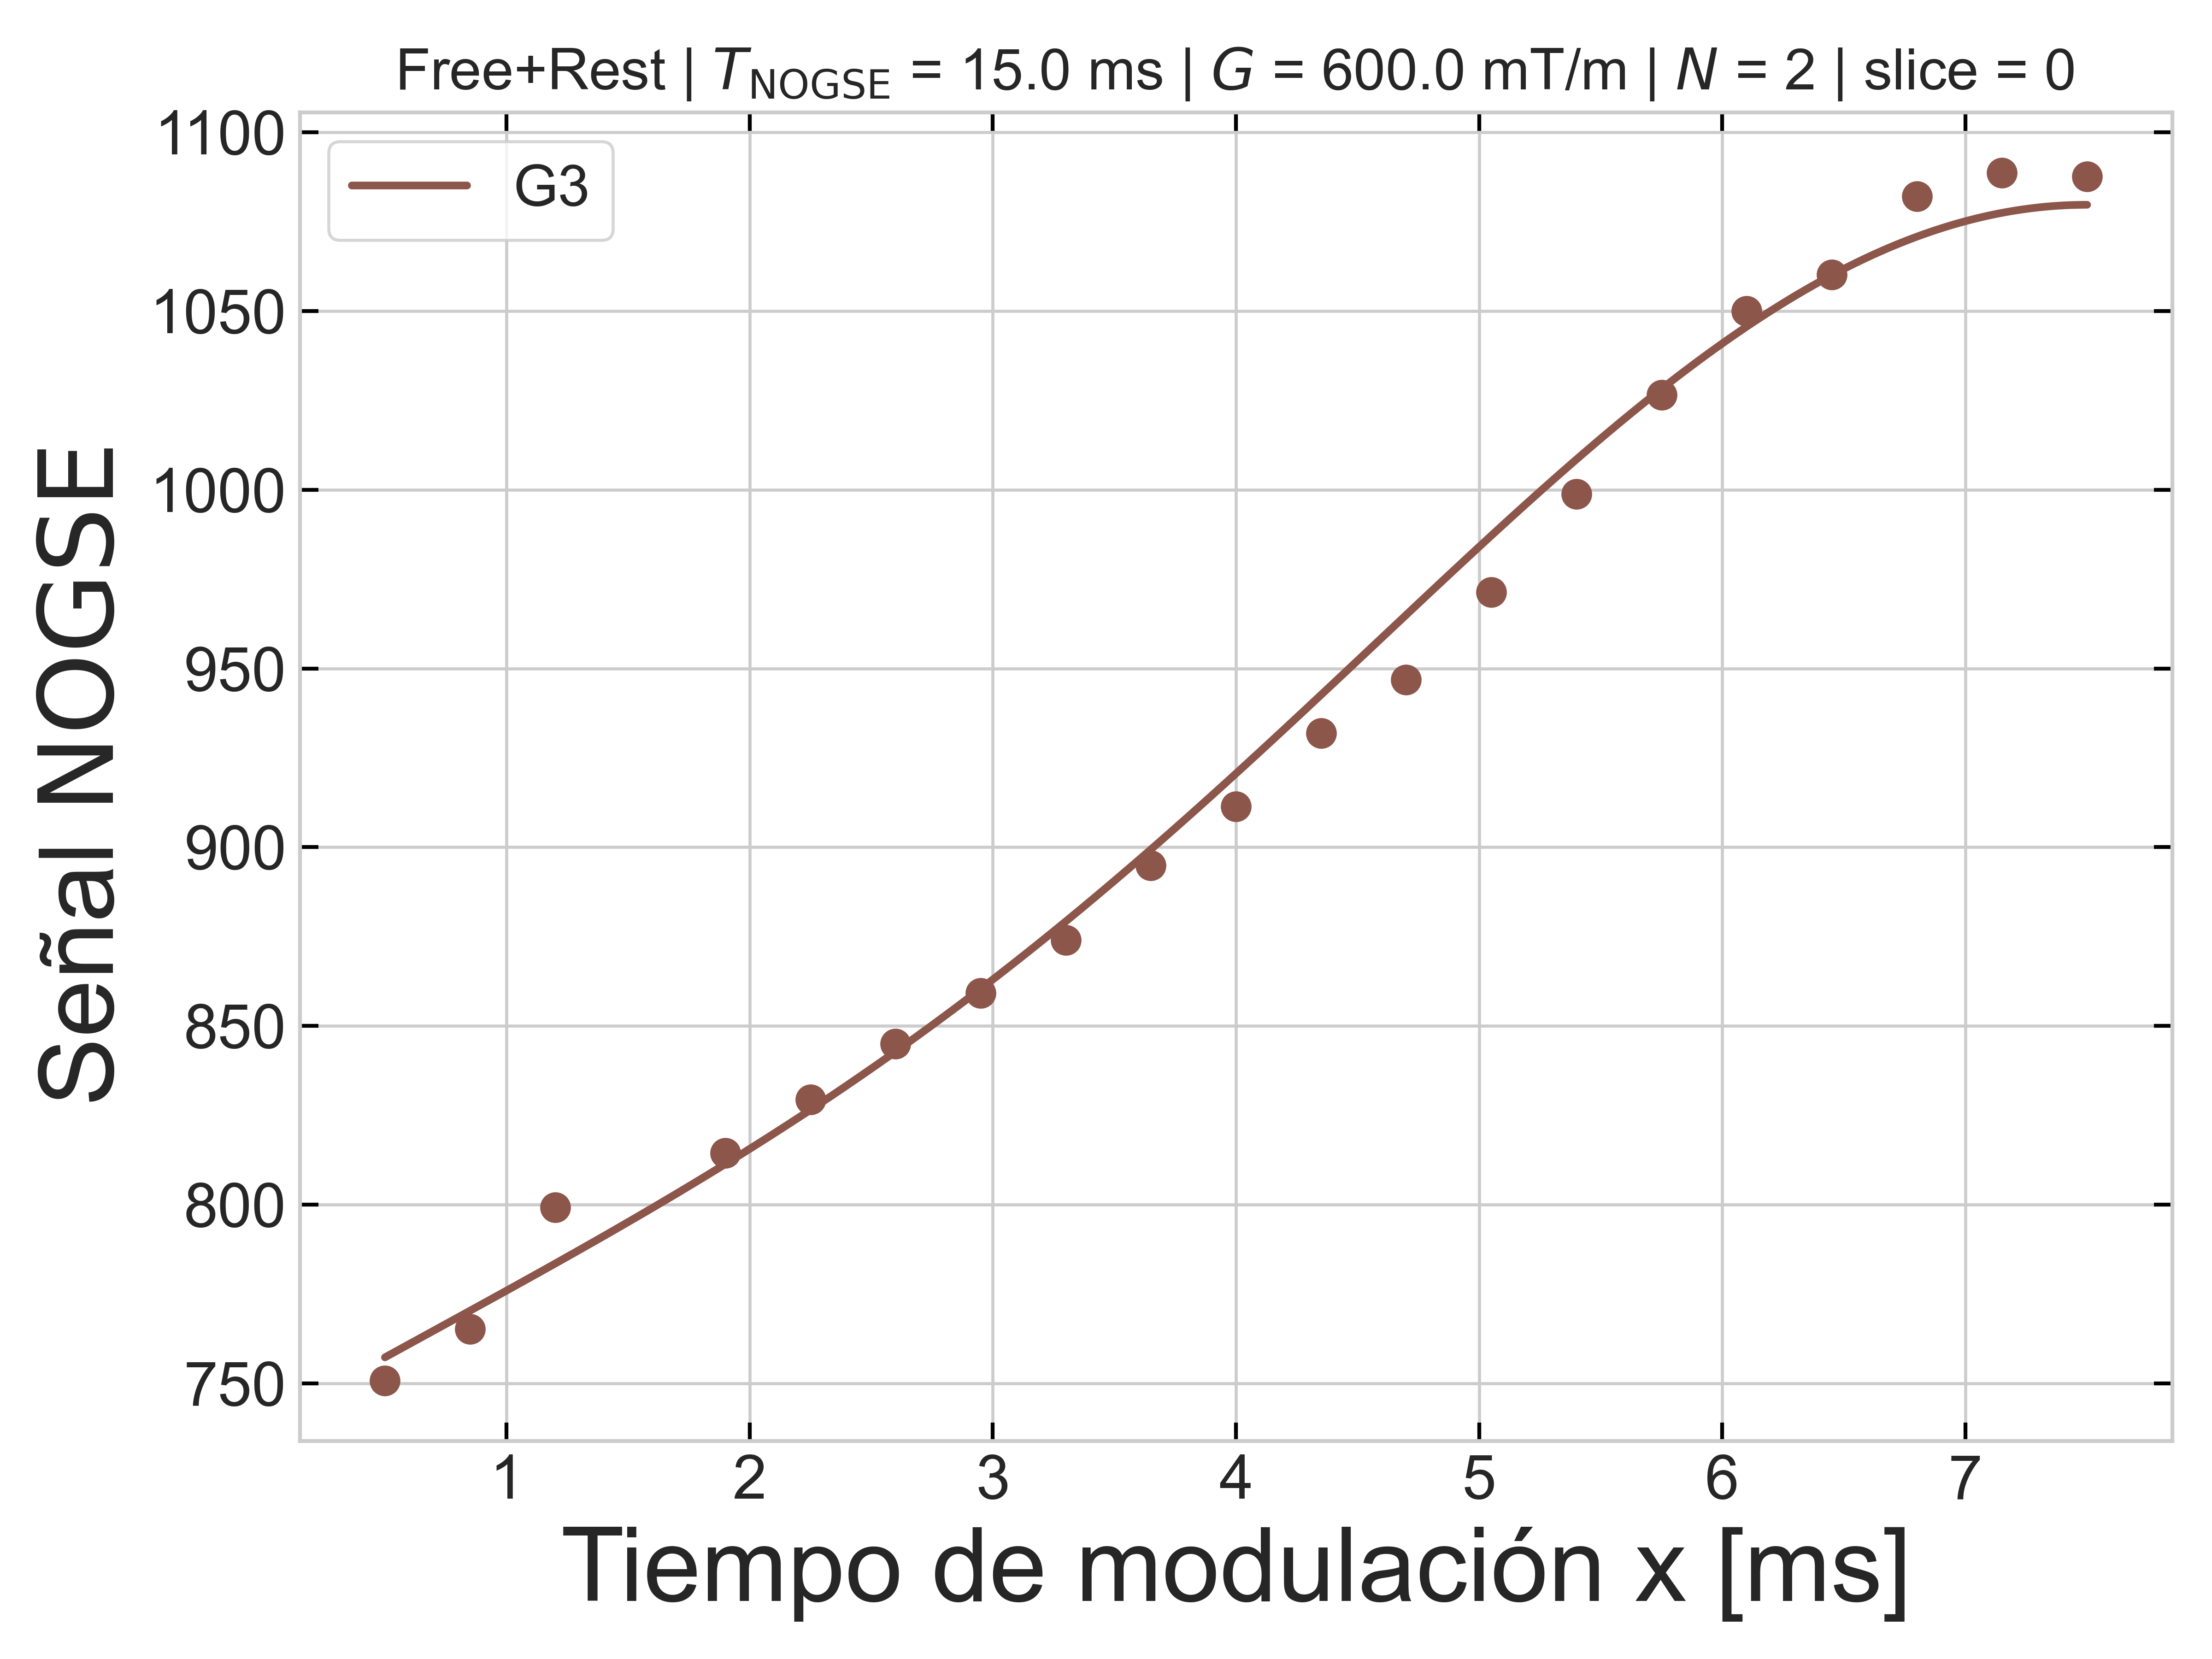 Free+Rest | T_NOGSE = 15.0 ms | G = 600.0 mT/m | N = 2 | slice = 0
G3
Señal NOGSE
1100
1050
1000
950
900
850
800
750
1 2 3 4 5 6 7
Tiempo de modulación x [ms]